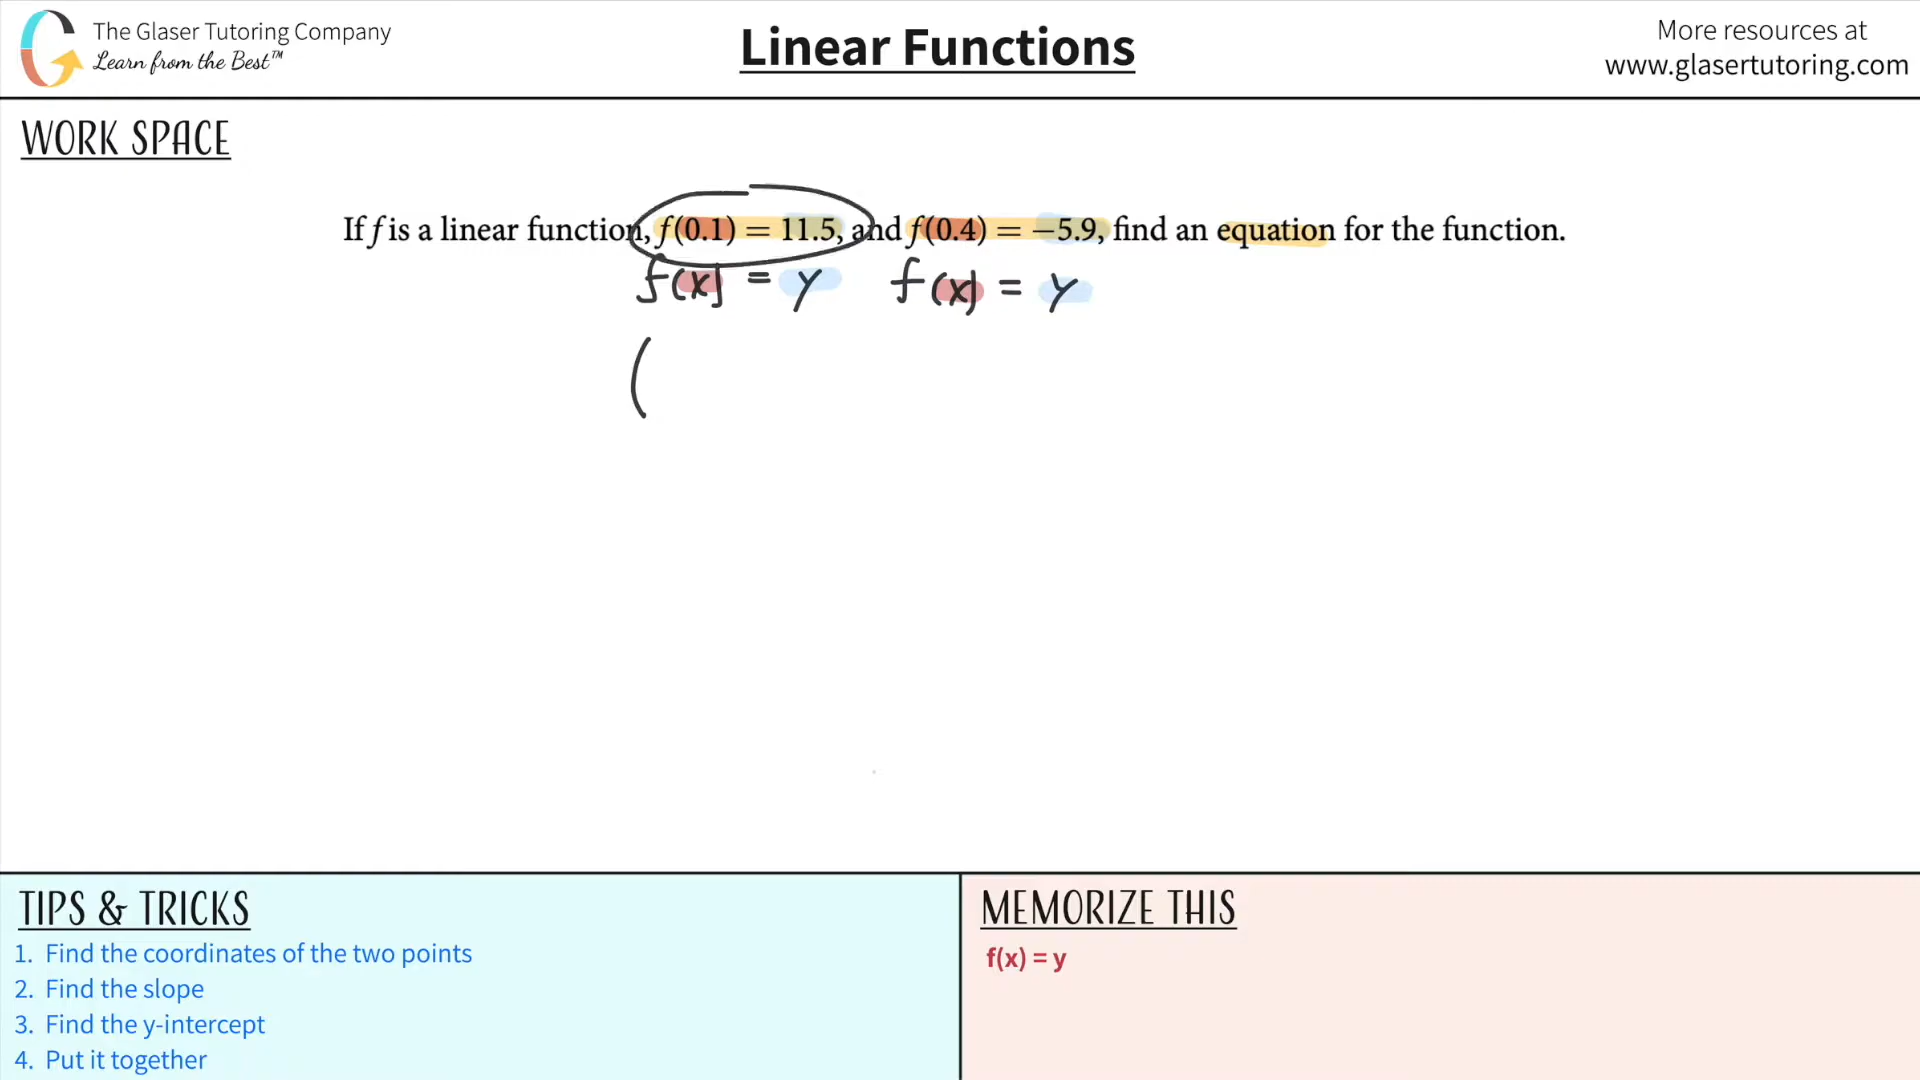 The Glaser Tutoring Company
Learn from the Best™
Linear Functions
More resources at
www.glasertutoring.com
WORK SPACE
If f is a linear function, f(0.1) = 11.5, and f(0.4) = −5.9, find an equation for the function.
f(x) = y f(x) = y
(
TIPS & TRICKS
1. Find the coordinates of the two points
2. Find the slope
3. Find the y-intercept
4. Put it together
MEMORIZE THIS
f(x) = y